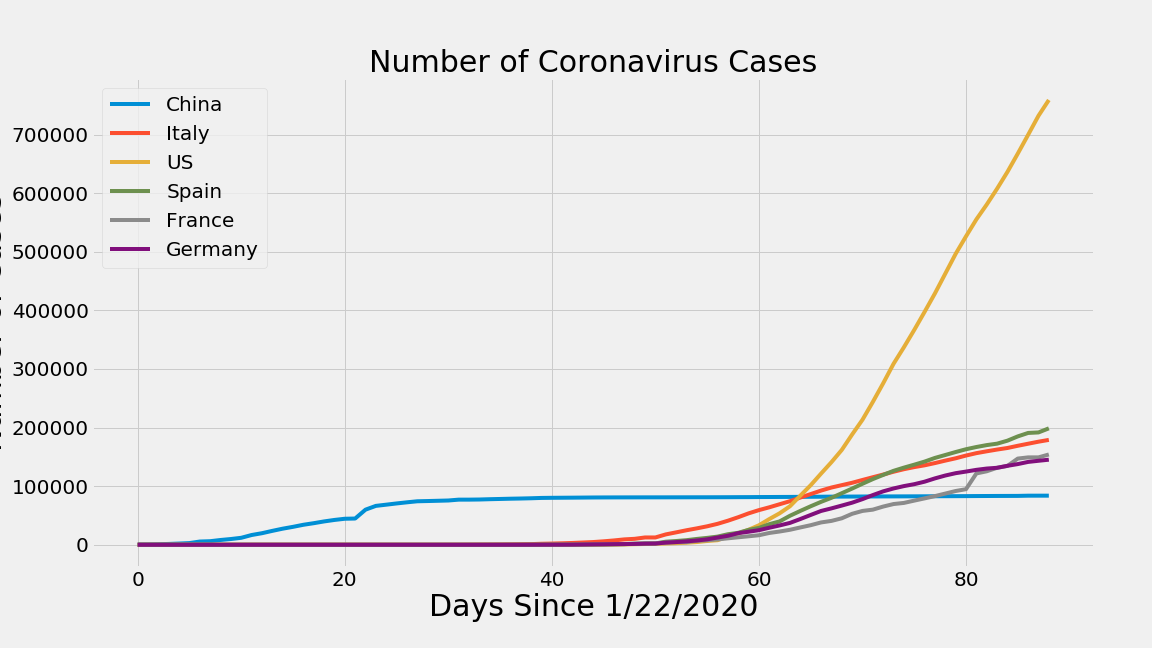 Number of Coronavirus Cases
China
Italy
US
Spain
France
Germany
700000
600000
500000
400000
300000
200000
100000
0
0 20 40 60 80
Days Since 1/22/2020